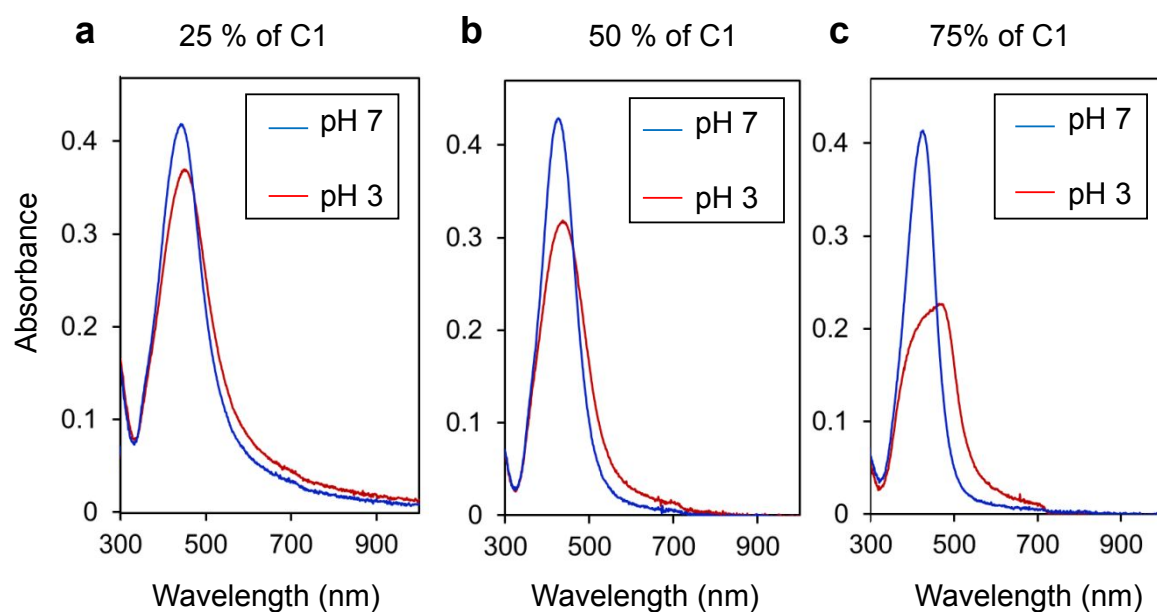 a 25 % of C1
b 50 % of C1
c 75% of C1
pH 7
pH 3
pH 7
pH 3
pH 7
pH 3
Absorbance
0.4
0.3
0.2
0.1
0
0.4
0.3
0.2
0.1
0
0.4
0.3
0.2
0.1
0
300 500 700 900
300 500 700 900
300 500 700 900
Wavelength (nm)
Wavelength (nm)
Wavelength (nm)